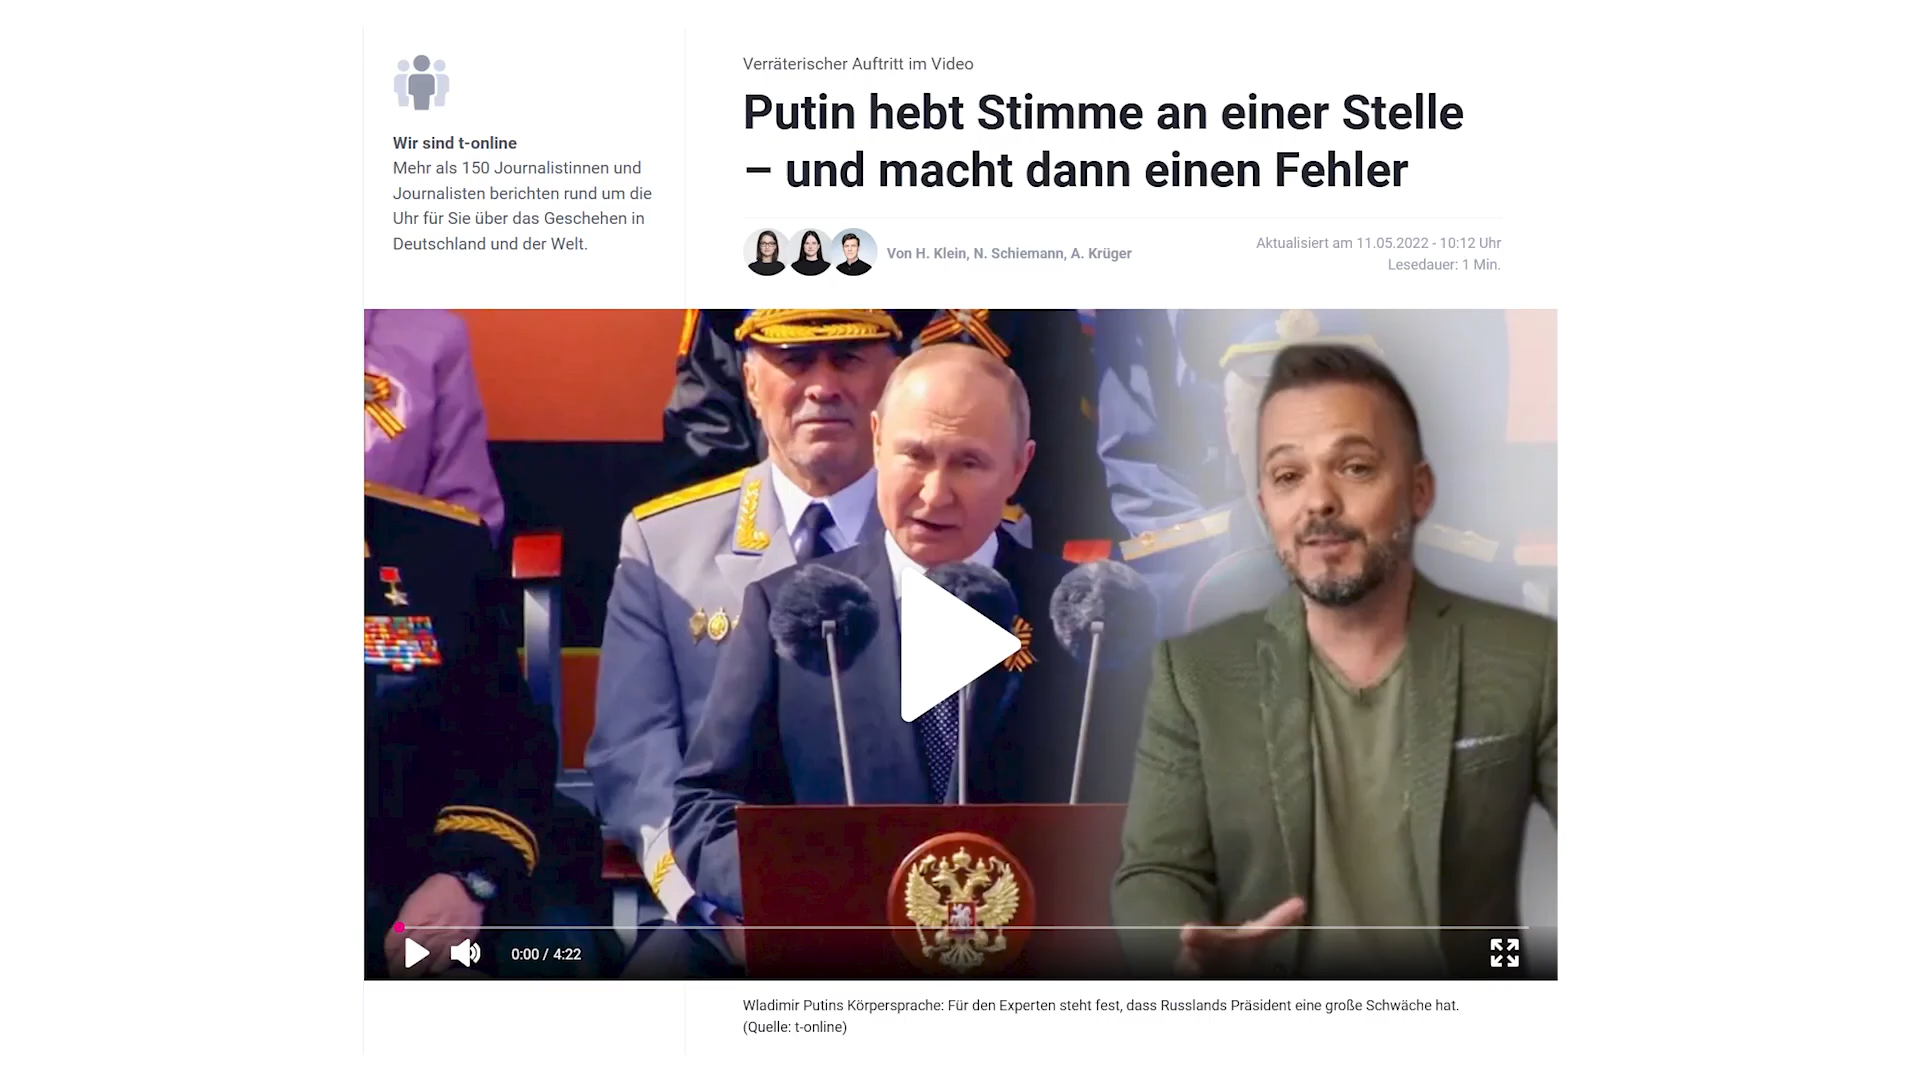 Wir sind t-online
Mehr als 150 Journalistinnen und
Journalisten berichten rund um die
Uhr für Sie über das Geschehen in
Deutschland und der Welt.
Verräterischer Auftritt im Video
Putin hebt Stimme an einer Stelle
– und macht dann einen Fehler
Von H. Klein, N. Schiemann, A. Krüger
Aktualisiert am 11.05.2022 - 10:12 Uhr
Lesedauer: 1 Min.
0:00 / 4:22
Wladimir Putins Körpersprache: Für den Experten steht fest, dass Russlands Präsident eine große Schwäche hat.
(Quelle: t-online)